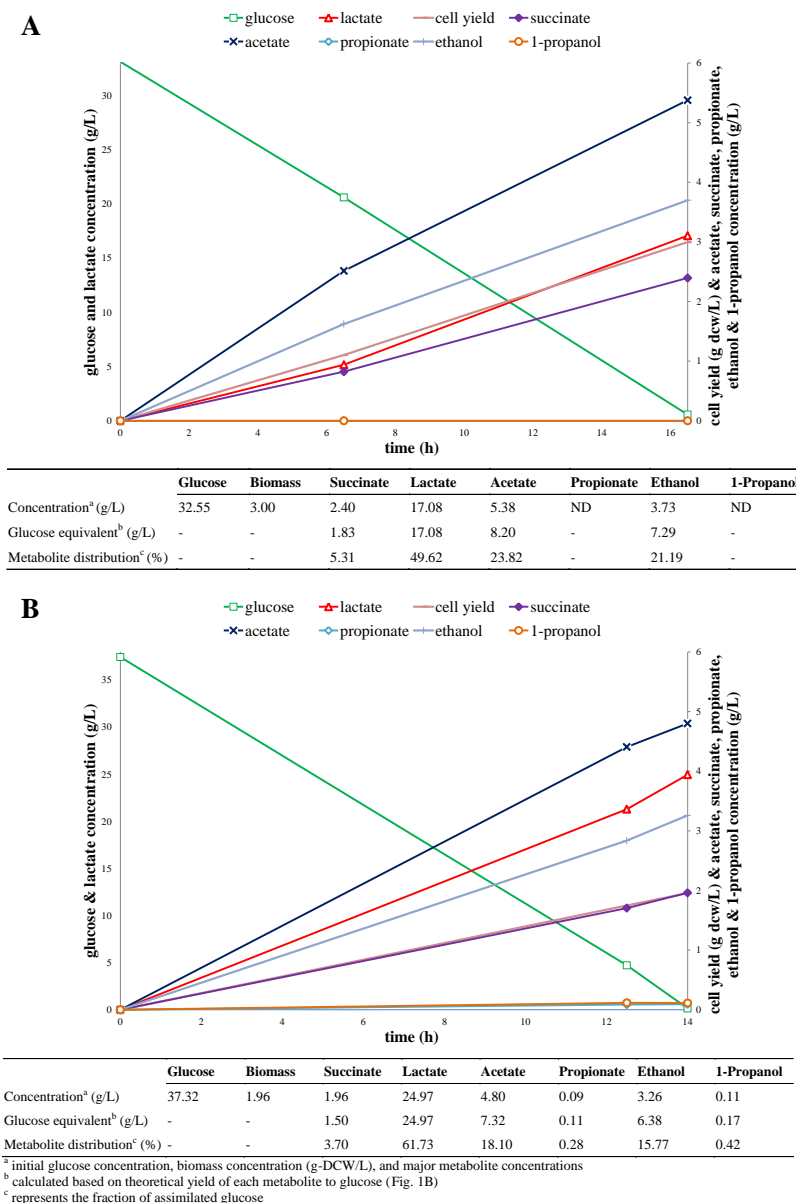 A
glucose lactate cell yield succinate
acetate propionate ethanol 1-propanol
glucose and lactate concentration (g/L)
30
25
20
15
10
5
0
6
5
4
3
2
1
0
cell yield (g dcw/L) & acetate, succinate, propionate,
ethanol & 1-propanol concentration (g/L)
0 2 4 6 8 10 12 14 16
time (h)
Glucose Biomass Succinate Lactate Acetate Propionate Ethanol 1-Propanol
Concentrationᵃ (g/L) 32.55 3.00 2.40 17.08 5.38 ND 3.73 ND
Glucose equivalentᵇ (g/L) - - 1.83 17.08 8.20 - 7.29 -
Metabolite distributionᶜ (%) - - 5.31 49.62 23.82 - 21.19 -
B
glucose lactate cell yield succinate
acetate propionate ethanol 1-propanol
glucose & lactate concentration (g/L)
35
30
25
20
15
10
5
0
6
5
4
3
2
1
0
cell yield (g dcw/L) & acetate, succinate, propionate,
ethanol & 1-propanol concentration (g/L)
0 2 4 6 8 10 12 14
time (h)
Glucose Biomass Succinate Lactate Acetate Propionate Ethanol 1-Propanol
Concentrationᵃ (g/L) 37.32 1.96 1.96 24.97 4.80 0.09 3.26 0.11
Glucose equivalentᵇ (g/L) - - 1.50 24.97 7.32 0.11 6.38 0.17
Metabolite distributionᶜ (%) - - 3.70 61.73 18.10 0.28 15.77 0.42
ᵃ initial glucose concentration, biomass concentration (g-DCW/L), and major metabolite concentrations
ᵇ calculated based on theoretical yield of each metabolite to glucose (Fig. 1B)
ᶜ represents the fraction of assimilated glucose